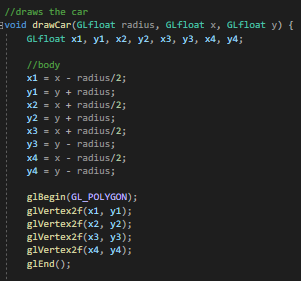 //draws the car
void drawCar(GLfloat radius, GLfloat x, GLfloat y) {
GLfloat x1, y1, x2, y2, x3, y3, x4, y4;
//body
x1 = x - radius/2;
y1 = y + radius;
x2 = x + radius/2;
y2 = y + radius;
x3 = x + radius/2;
y3 = y - radius;
x4 = x - radius/2;
y4 = y - radius;
glBegin(GL_POLYGON);
glVertex2f(x1, y1);
glVertex2f(x2, y2);
glVertex2f(x3, y3);
glVertex2f(x4, y4);
glEnd();